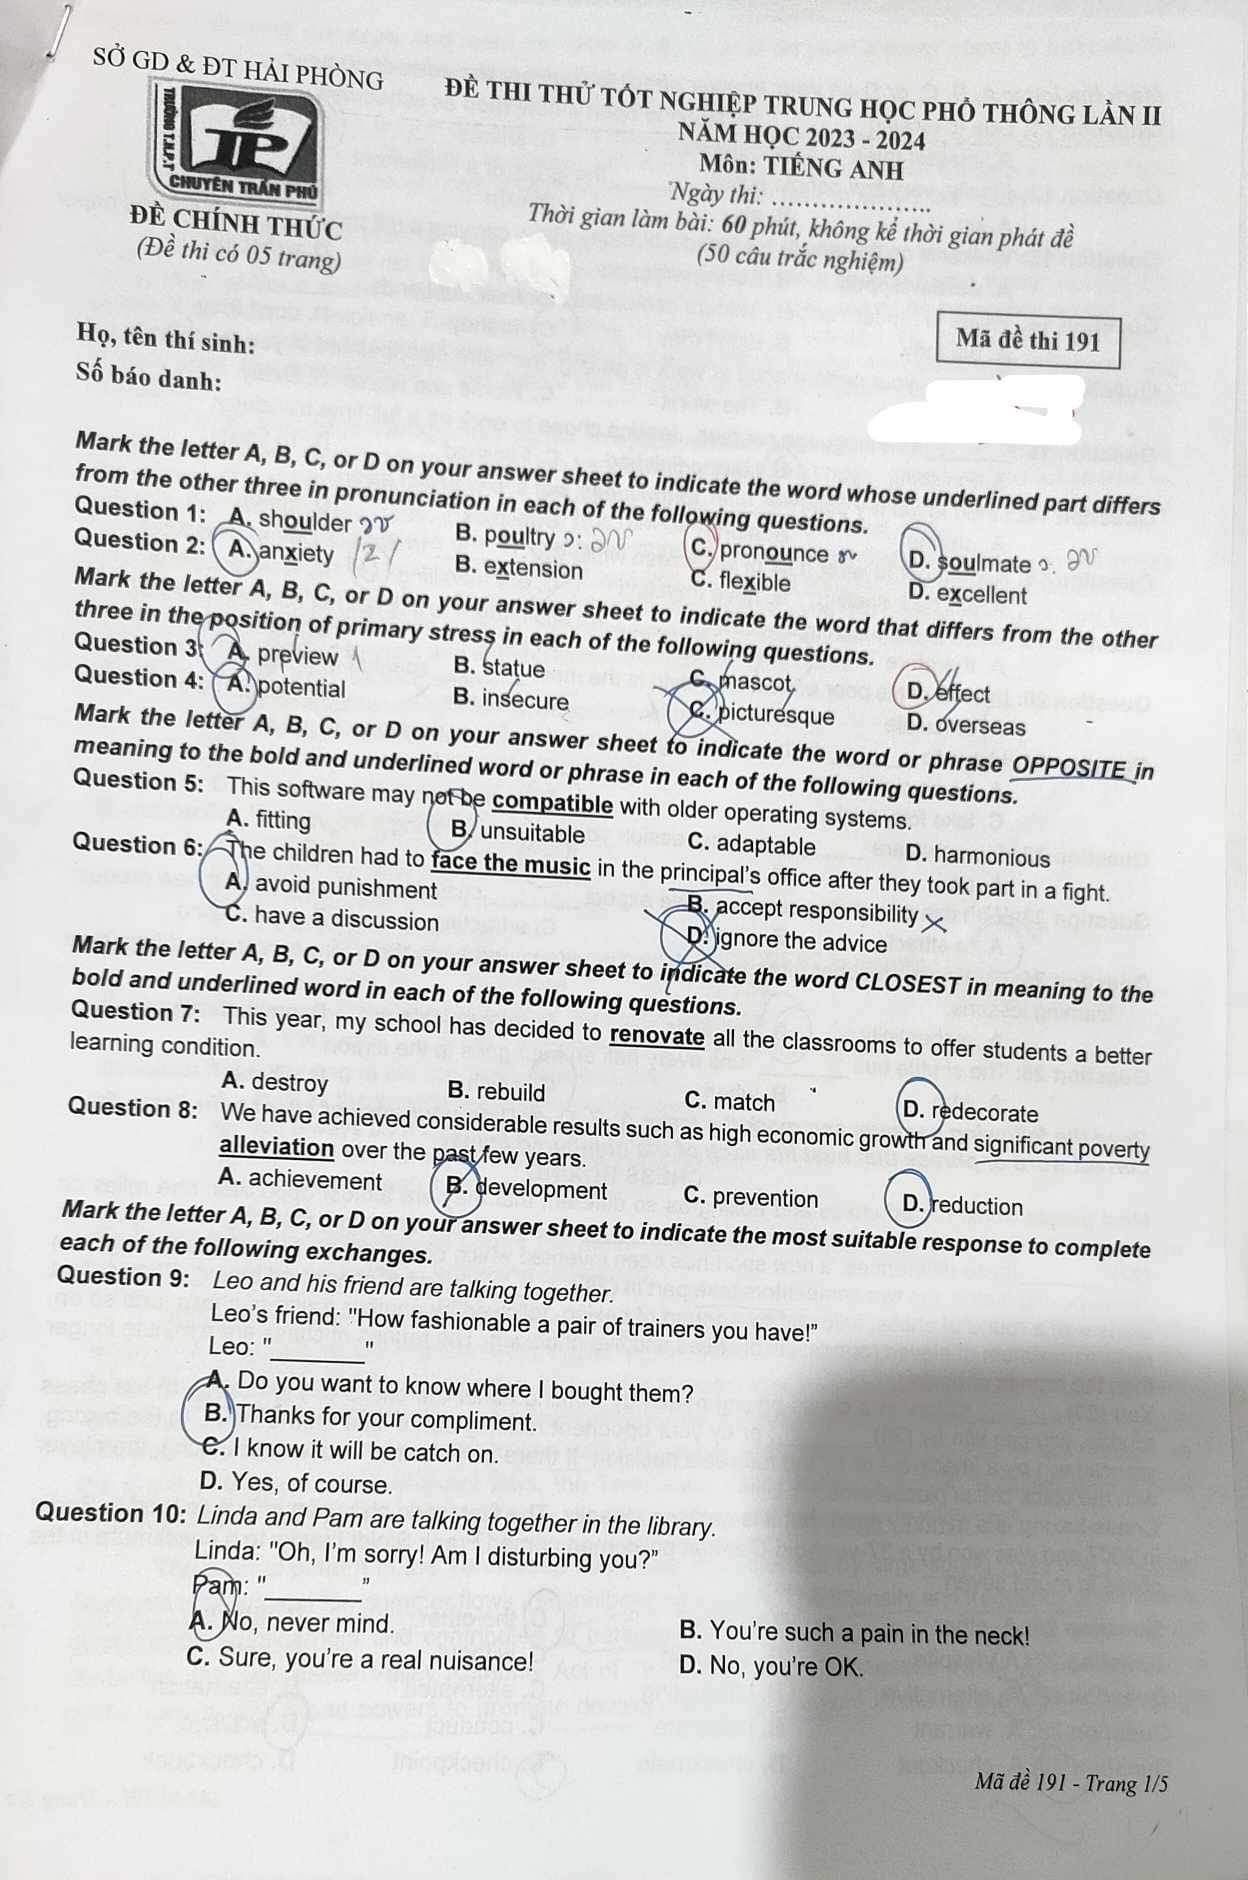 SỞ GD & ĐT HẢI PHÒNG
TRƯỜNG T.H.P.T
TP
CHUYÊN TRẦN PHÚ
ĐỀ CHÍNH THỨC
(Đề thi có 05 trang)
ĐỀ THI THỬ TỐT NGHIỆP TRUNG HỌC PHỔ THÔNG LẦN II
NĂM HỌC 2023 - 2024
Môn: TIẾNG ANH
Ngày thi: ....................
Thời gian làm bài: 60 phút, không kể thời gian phát đề
(50 câu trắc nghiệm)
Họ, tên thí sinh:
Số báo danh:
Mã đề thi 191
Mark the letter A, B, C, or D on your answer sheet to indicate the word whose underlined part differs
from the other three in pronunciation in each of the following questions.
Question 1: A. shoulder B. poultry C. pronounce D. soulmate
Question 2: A. anxiety /z/ B. extension C. flexible D. excellent
Mark the letter A, B, C, or D on your answer sheet to indicate the word that differs from the other
three in the position of primary stress in each of the following questions.
Question 3: A. preview B. statue C. mascot D. effect
Question 4: A. potential B. insecure C. picturesque D. overseas
Mark the letter A, B, C, or D on your answer sheet to indicate the word or phrase OPPOSITE in
meaning to the bold and underlined word or phrase in each of the following questions.
Question 5: This software may not be compatible with older operating systems.
A. fitting B. unsuitable C. adaptable D. harmonious
Question 6: The children had to face the music in the principal's office after they took part in a fight.
A. avoid punishment B. accept responsibility
C. have a discussion D. ignore the advice
Mark the letter A, B, C, or D on your answer sheet to indicate the word CLOSEST in meaning to the
bold and underlined word in each of the following questions.
Question 7: This year, my school has decided to renovate all the classrooms to offer students a better
learning condition.
A. destroy B. rebuild C. match D. redecorate
Question 8: We have achieved considerable results such as high economic growth and significant poverty
alleviation over the past few years.
A. achievement B. development C. prevention D. reduction
Mark the letter A, B, C, or D on your answer sheet to indicate the most suitable response to complete
each of the following exchanges.
Question 9: Leo and his friend are talking together.
Leo's friend: "How fashionable a pair of trainers you have!"
Leo: "________"
A. Do you want to know where I bought them?
B. Thanks for your compliment.
C. I know it will be catch on.
D. Yes, of course.
Question 10: Linda and Pam are talking together in the library.
Linda: "Oh, I'm sorry! Am I disturbing you?"
Pam: "________"
A. No, never mind. B. You're such a pain in the neck!
C. Sure, you're a real nuisance! D. No, you're OK.
Mã đề 191 - Trang 1/5